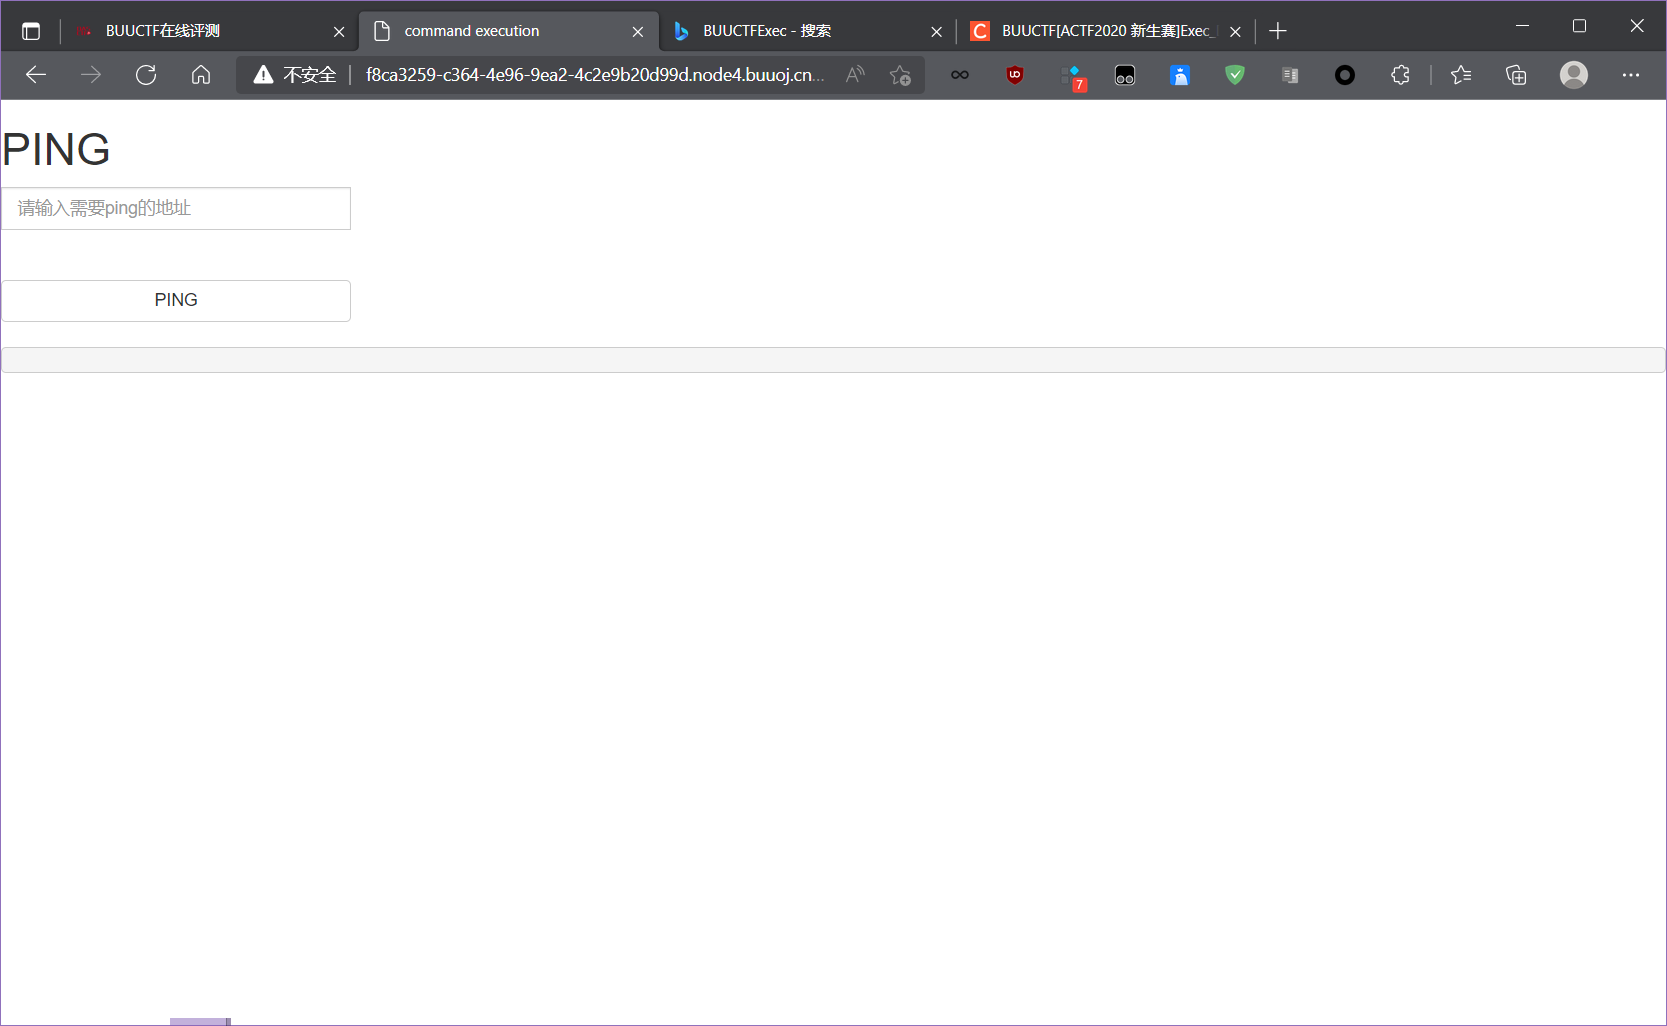 BUUCTF在线评测
command execution
BUUCTFExec - 搜索
BUUCTF[ACTF2020 新生赛]Exec_
不安全
f8ca3259-c364-4e96-9ea2-4c2e9b20d99d.node4.buuoj.cn...
7
PING
请输入需要ping的地址
PING